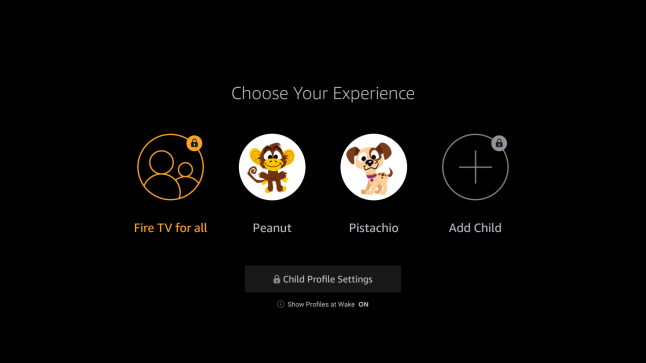 Choose Your Experience
Fire TV for all
Peanut
Pistachio
Add Child
Child Profile Settings
Show Profiles at Wake ON